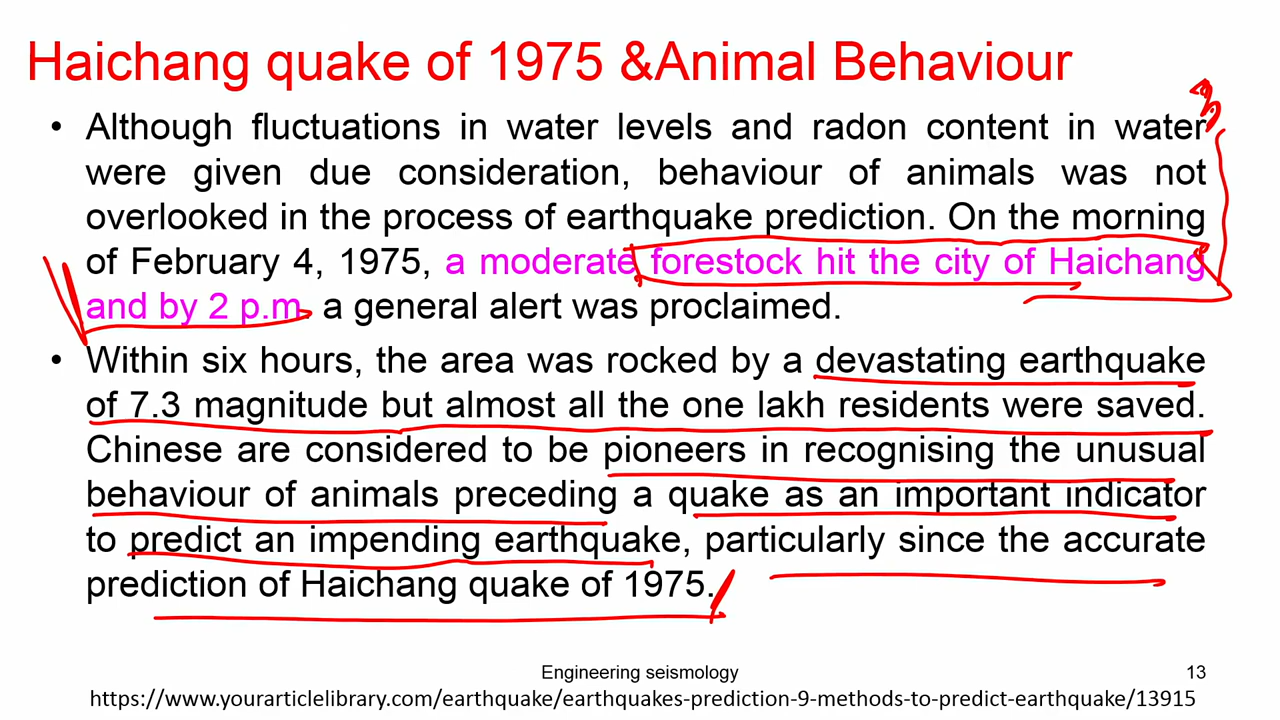 Haichang quake of 1975 &Animal Behaviour
• Although fluctuations in water levels and radon content in water
were given due consideration, behaviour of animals was not
overlooked in the process of earthquake prediction. On the morning
of February 4, 1975, a moderate forestock hit the city of Haichang
and by 2 p.m. a general alert was proclaimed.
• Within six hours, the area was rocked by a devastating earthquake
of 7.3 magnitude but almost all the one lakh residents were saved.
Chinese are considered to be pioneers in recognising the unusual
behaviour of animals preceding a quake as an important indicator
to predict an impending earthquake, particularly since the accurate
prediction of Haichang quake of 1975.
Engineering seismology
13
https://www.yourarticlelibrary.com/earthquake/earthquakes-prediction-9-methods-to-predict-earthquake/13915